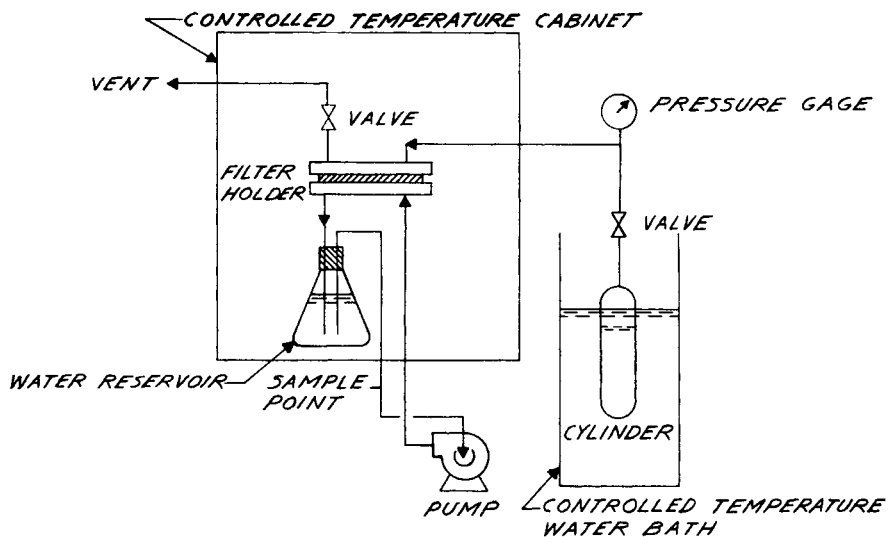 CONTROLLED TEMPERATURE CABINET
VENT
VALVE
PRESSURE GAGE
FILTER
HOLDER
VALVE
WATER RESERVOIR
SAMPLE
POINT
CYLINDER
PUMP
CONTROLLED TEMPERATURE
WATER BATH